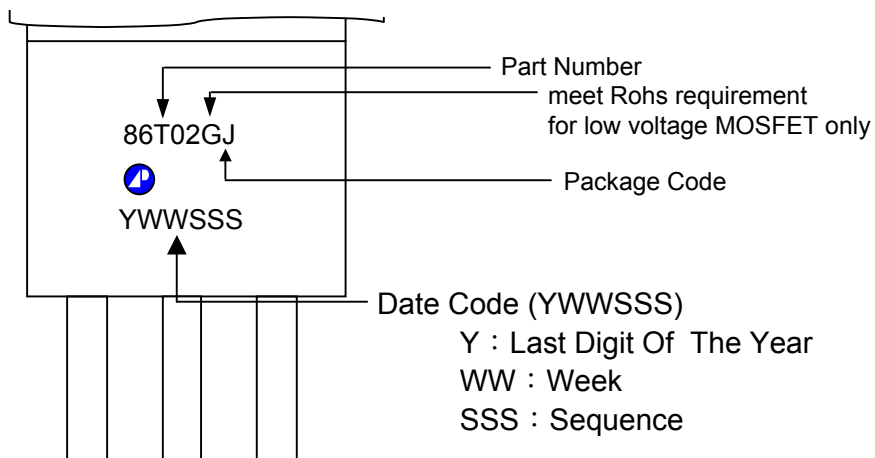 Part Number
meet Rohs requirement
for low voltage MOSFET only
86T02GJ
Package Code
YWWSSS
Date Code (YWWSSS)
Y：Last Digit Of The Year
WW：Week
SSS：Sequence